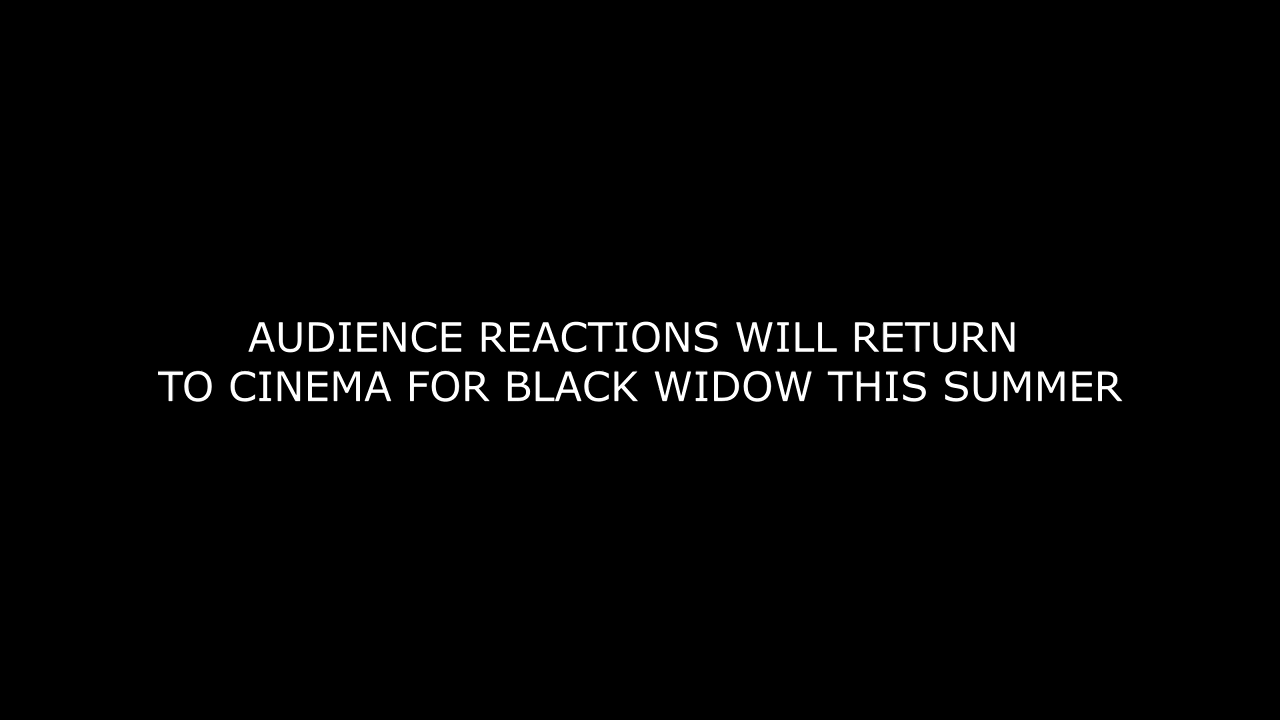 AUDIENCE REACTIONS WILL RETURN
TO CINEMA FOR BLACK WIDOW THIS SUMMER